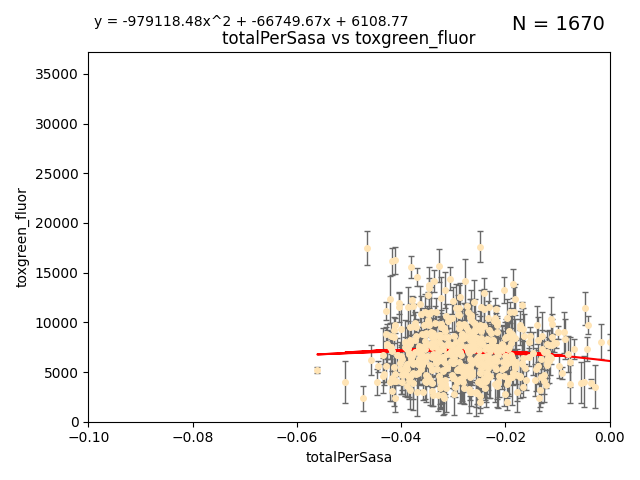 y = -979118.48x^2 + -66749.67x + 6108.77
N = 1670
totalPerSasa vs toxgreen_fluor
35000
30000
25000
20000
15000
10000
5000
0
toxgreen_fluor
−0.10
−0.08
−0.06
−0.04
−0.02
0.00
totalPerSasa